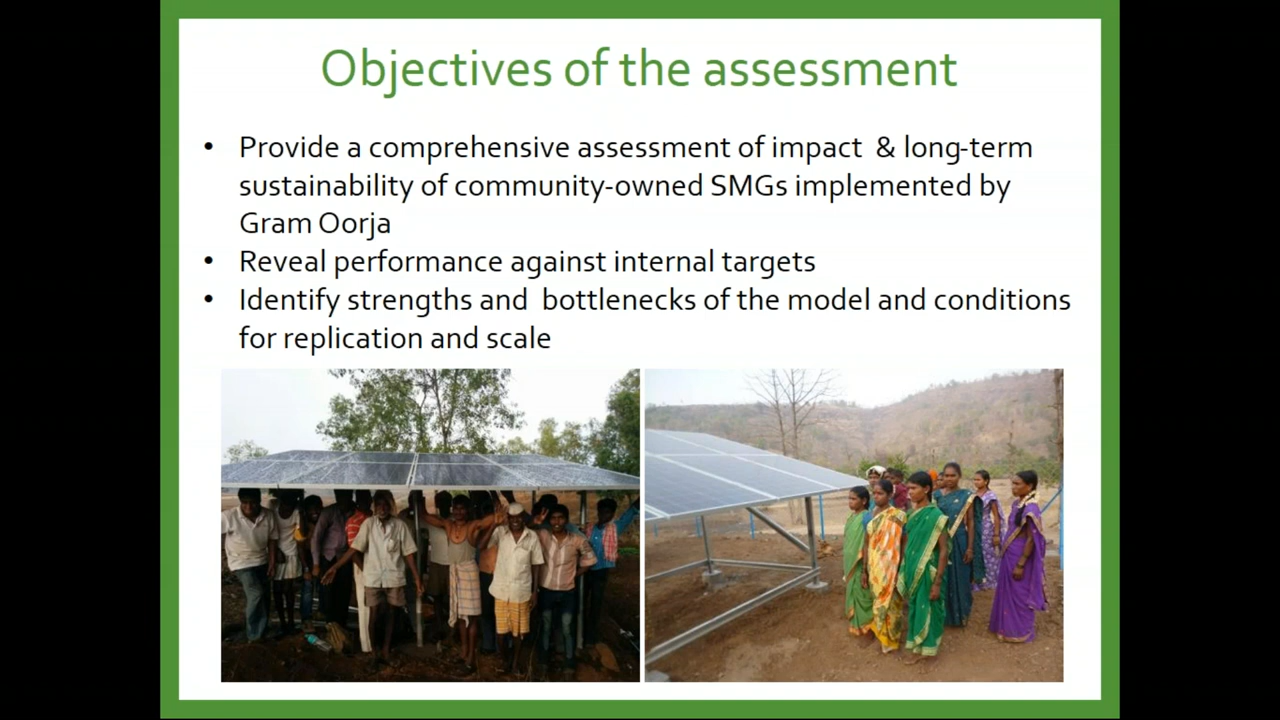 Objectives of the assessment
• Provide a comprehensive assessment of impact & long-term
sustainability of community-owned SMGs implemented by
Gram Oorja
• Reveal performance against internal targets
• Identify strengths and bottlenecks of the model and conditions
for replication and scale